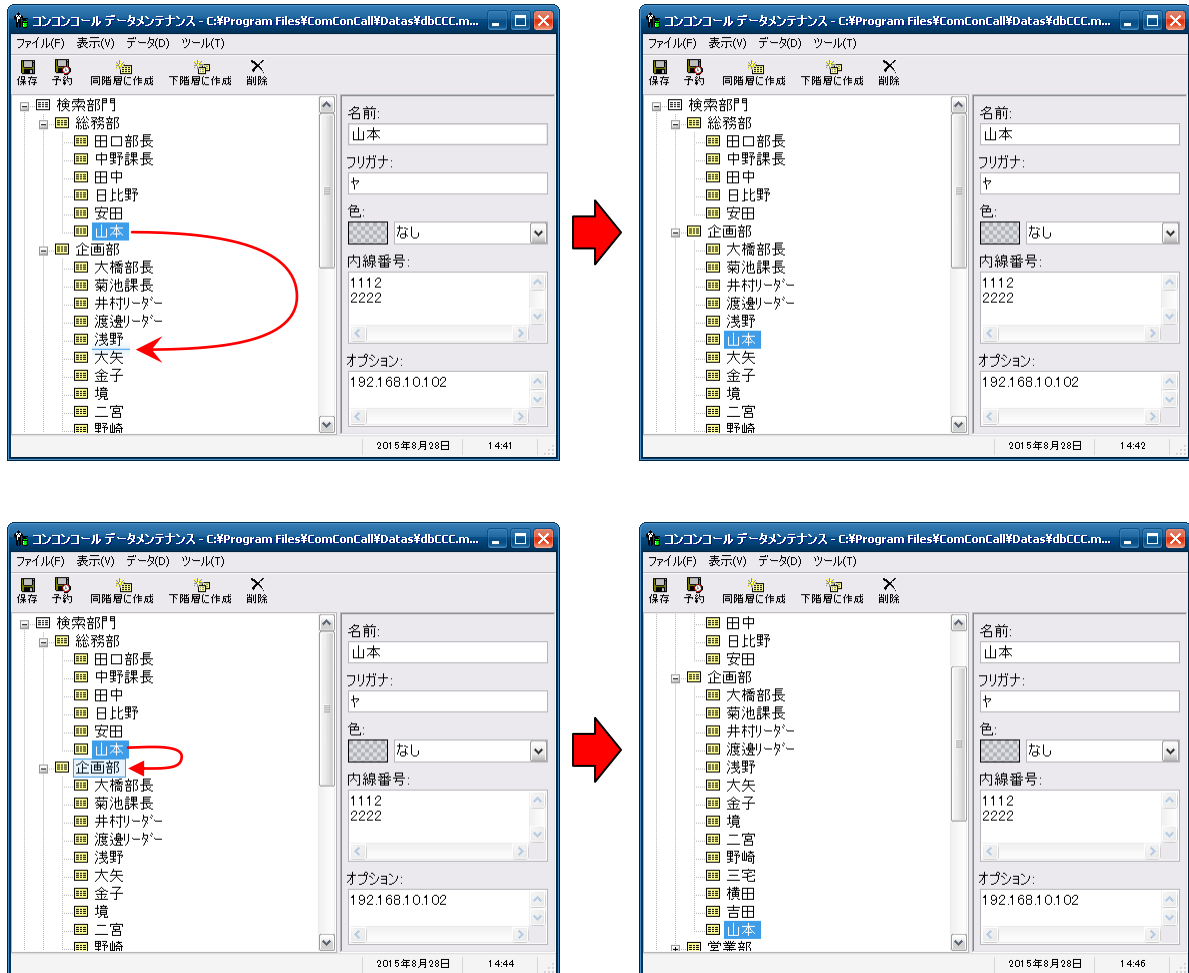 コンコンコール データメンテナンス - C:¥Program Files¥ComConCall¥Datas¥dbCCC.m...
ファイル(F) 表示(V) データ(D) ツール(T)
保存 予約 同階層に作成 下階層に作成 削除
検索部門
総務部
田口部長
中野課長
田中
日比野
安田
山本
企画部
大橋部長
菊池課長
井村リーダー
渡邊リーダー
浅野
大矢
金子
境
二宮
野崎
名前:
山本
フリガナ:
ヤ
色:
なし
内線番号:
1112
2222
オプション:
192.168.10.102
2015年8月28日 14:41
コンコンコール データメンテナンス - C:¥Program Files¥ComConCall¥Datas¥dbCCC.m...
ファイル(F) 表示(V) データ(D) ツール(T)
保存 予約 同階層に作成 下階層に作成 削除
検索部門
総務部
田口部長
中野課長
田中
日比野
安田
企画部
大橋部長
菊池課長
井村リーダー
渡邊リーダー
浅野
山本
大矢
金子
境
二宮
野崎
名前:
山本
フリガナ:
ヤ
色:
なし
内線番号:
1112
2222
オプション:
192.168.10.102
2015年8月28日 14:42
コンコンコール データメンテナンス - C:¥Program Files¥ComConCall¥Datas¥dbCCC.m...
ファイル(F) 表示(V) データ(D) ツール(T)
保存 予約 同階層に作成 下階層に作成 削除
検索部門
総務部
田口部長
中野課長
田中
日比野
安田
山本
企画部
大橋部長
菊池課長
井村リーダー
渡邊リーダー
浅野
大矢
金子
境
二宮
野崎
名前:
山本
フリガナ:
ヤ
色:
なし
内線番号:
1112
2222
オプション:
192.168.10.102
2015年8月28日 14:44
コンコンコール データメンテナンス - C:¥Program Files¥ComConCall¥Datas¥dbCCC.m...
ファイル(F) 表示(V) データ(D) ツール(T)
保存 予約 同階層に作成 下階層に作成 削除
田中
日比野
安田
企画部
大橋部長
菊池課長
井村リーダー
渡邊リーダー
浅野
大矢
金子
境
二宮
野崎
三宅
横田
吉田
山本
営業部
名前:
山本
フリガナ:
ヤ
色:
なし
内線番号:
1112
2222
オプション:
192.168.10.102
2015年8月28日 14:46